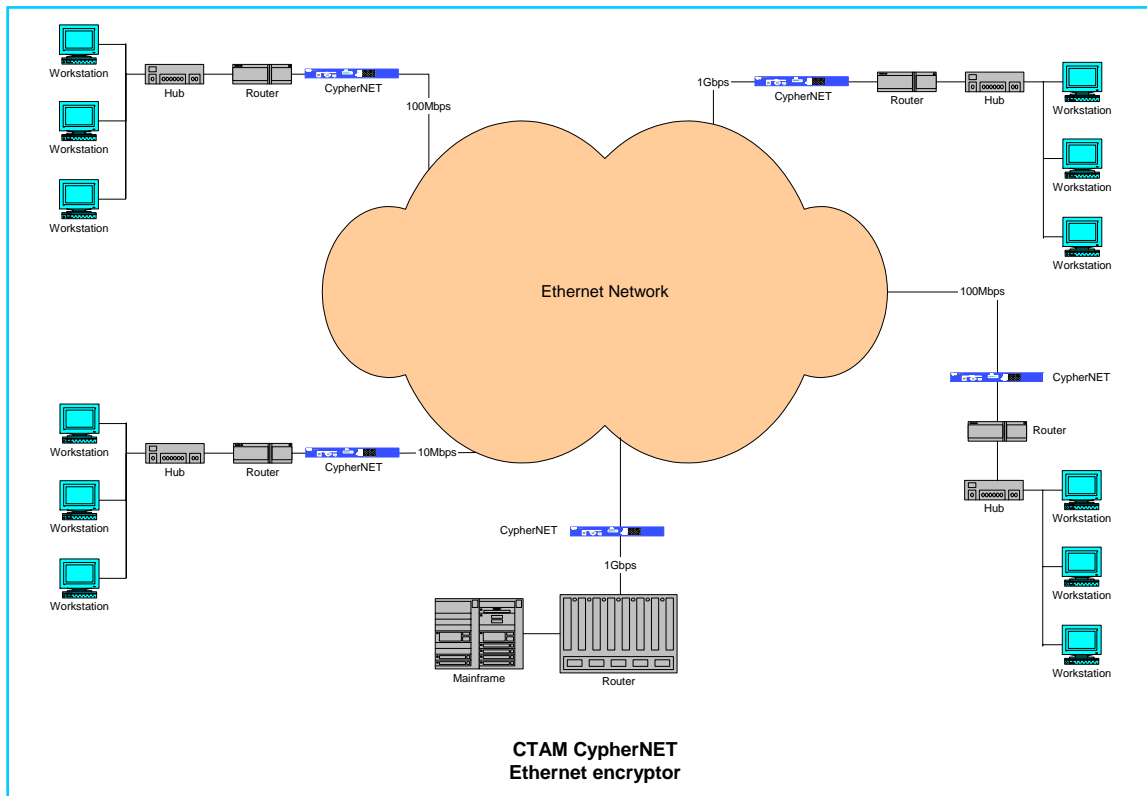 Workstation
Workstation
Workstation
Hub
Router
CypherNET
100Mbps
1Gbps
CypherNET
Router
Hub
Workstation
Workstation
Workstation
Ethernet Network
100Mbps
CypherNET
Router
Hub
Workstation
Workstation
Workstation
Workstation
Workstation
Workstation
Hub
Router
CypherNET
10Mbps
CypherNET
1Gbps
Mainframe
Router
CTAM CypherNET
Ethernet encryptor